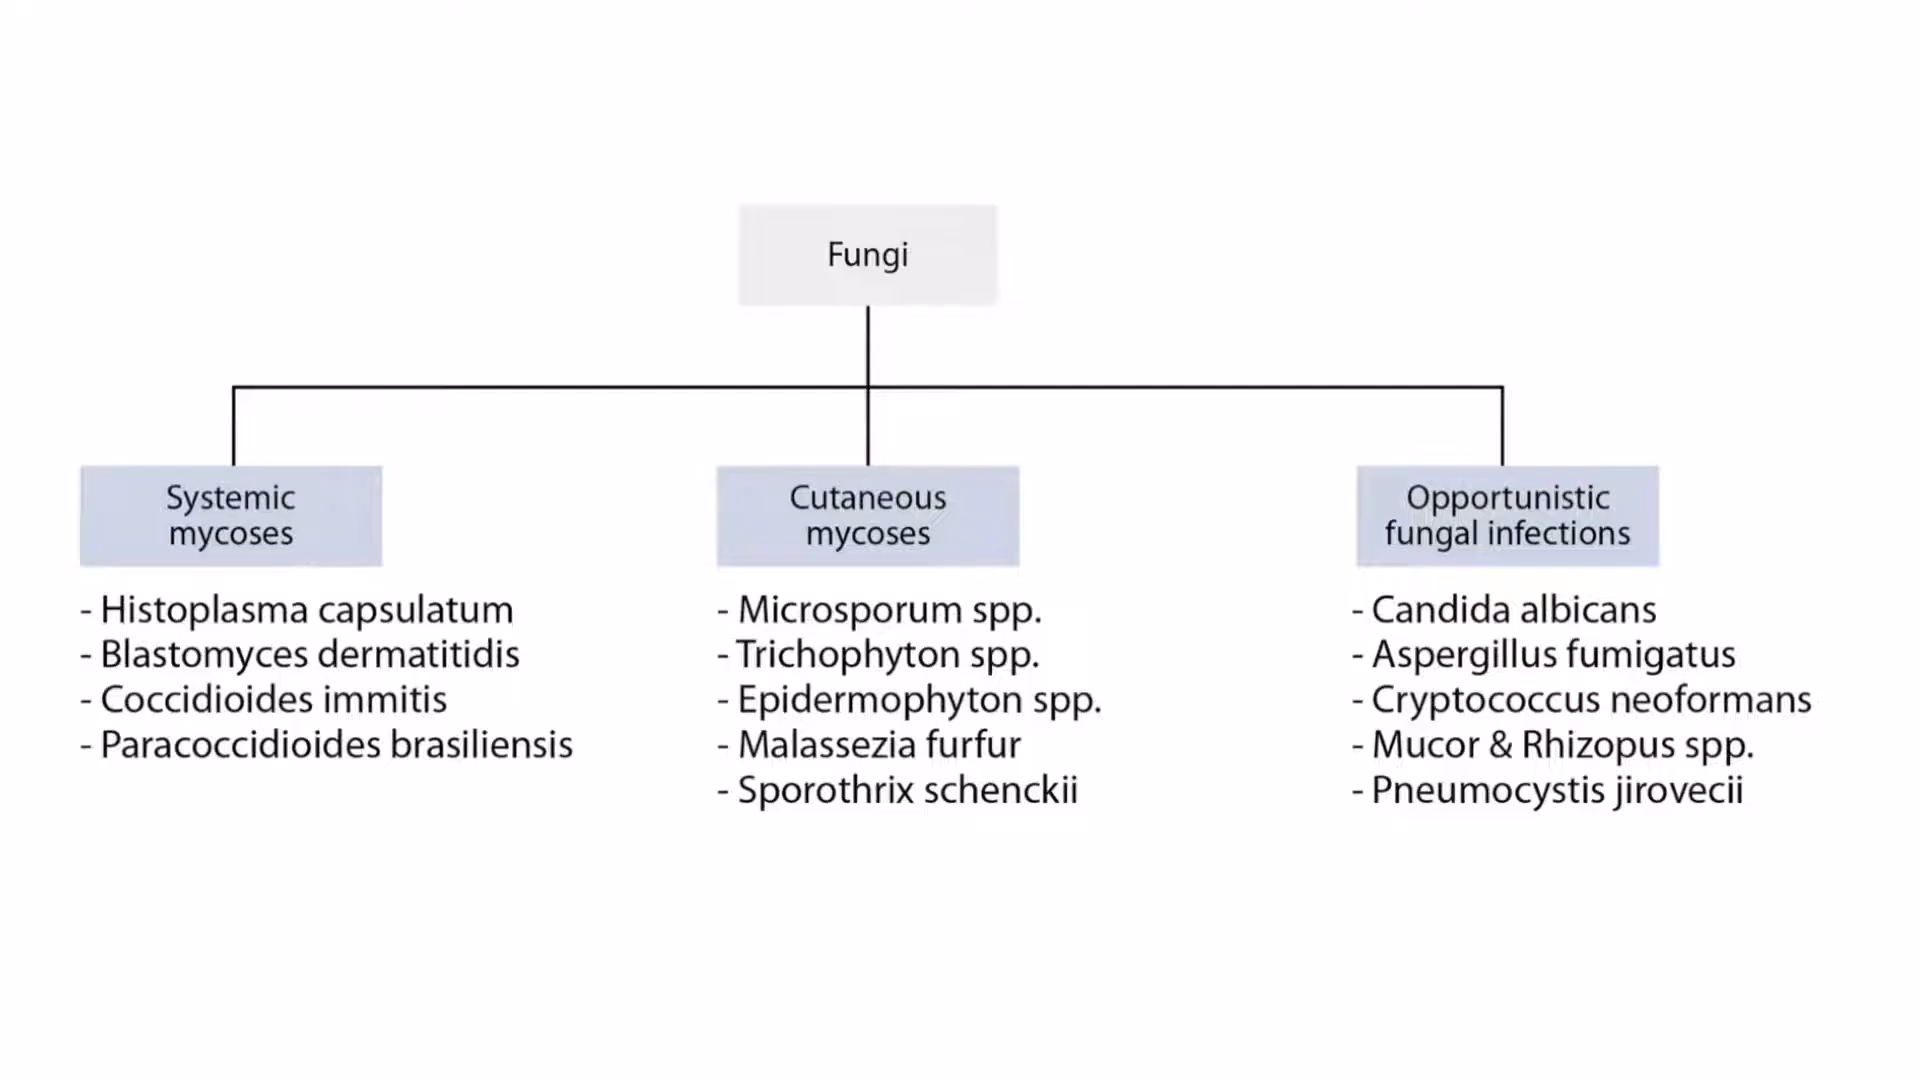 Fungi
Systemic
mycoses
- Histoplasma capsulatum
- Blastomyces dermatitidis
- Coccidioides immitis
- Paracoccidioides brasiliensis
Cutaneous
mycoses
- Microsporum spp.
- Trichophyton spp.
- Epidermophyton spp.
- Malassezia furfur
- Sporothrix schenckii
Opportunistic
fungal infections
- Candida albicans
- Aspergillus fumigatus
- Cryptococcus neoformans
- Mucor & Rhizopus spp.
- Pneumocystis jirovecii